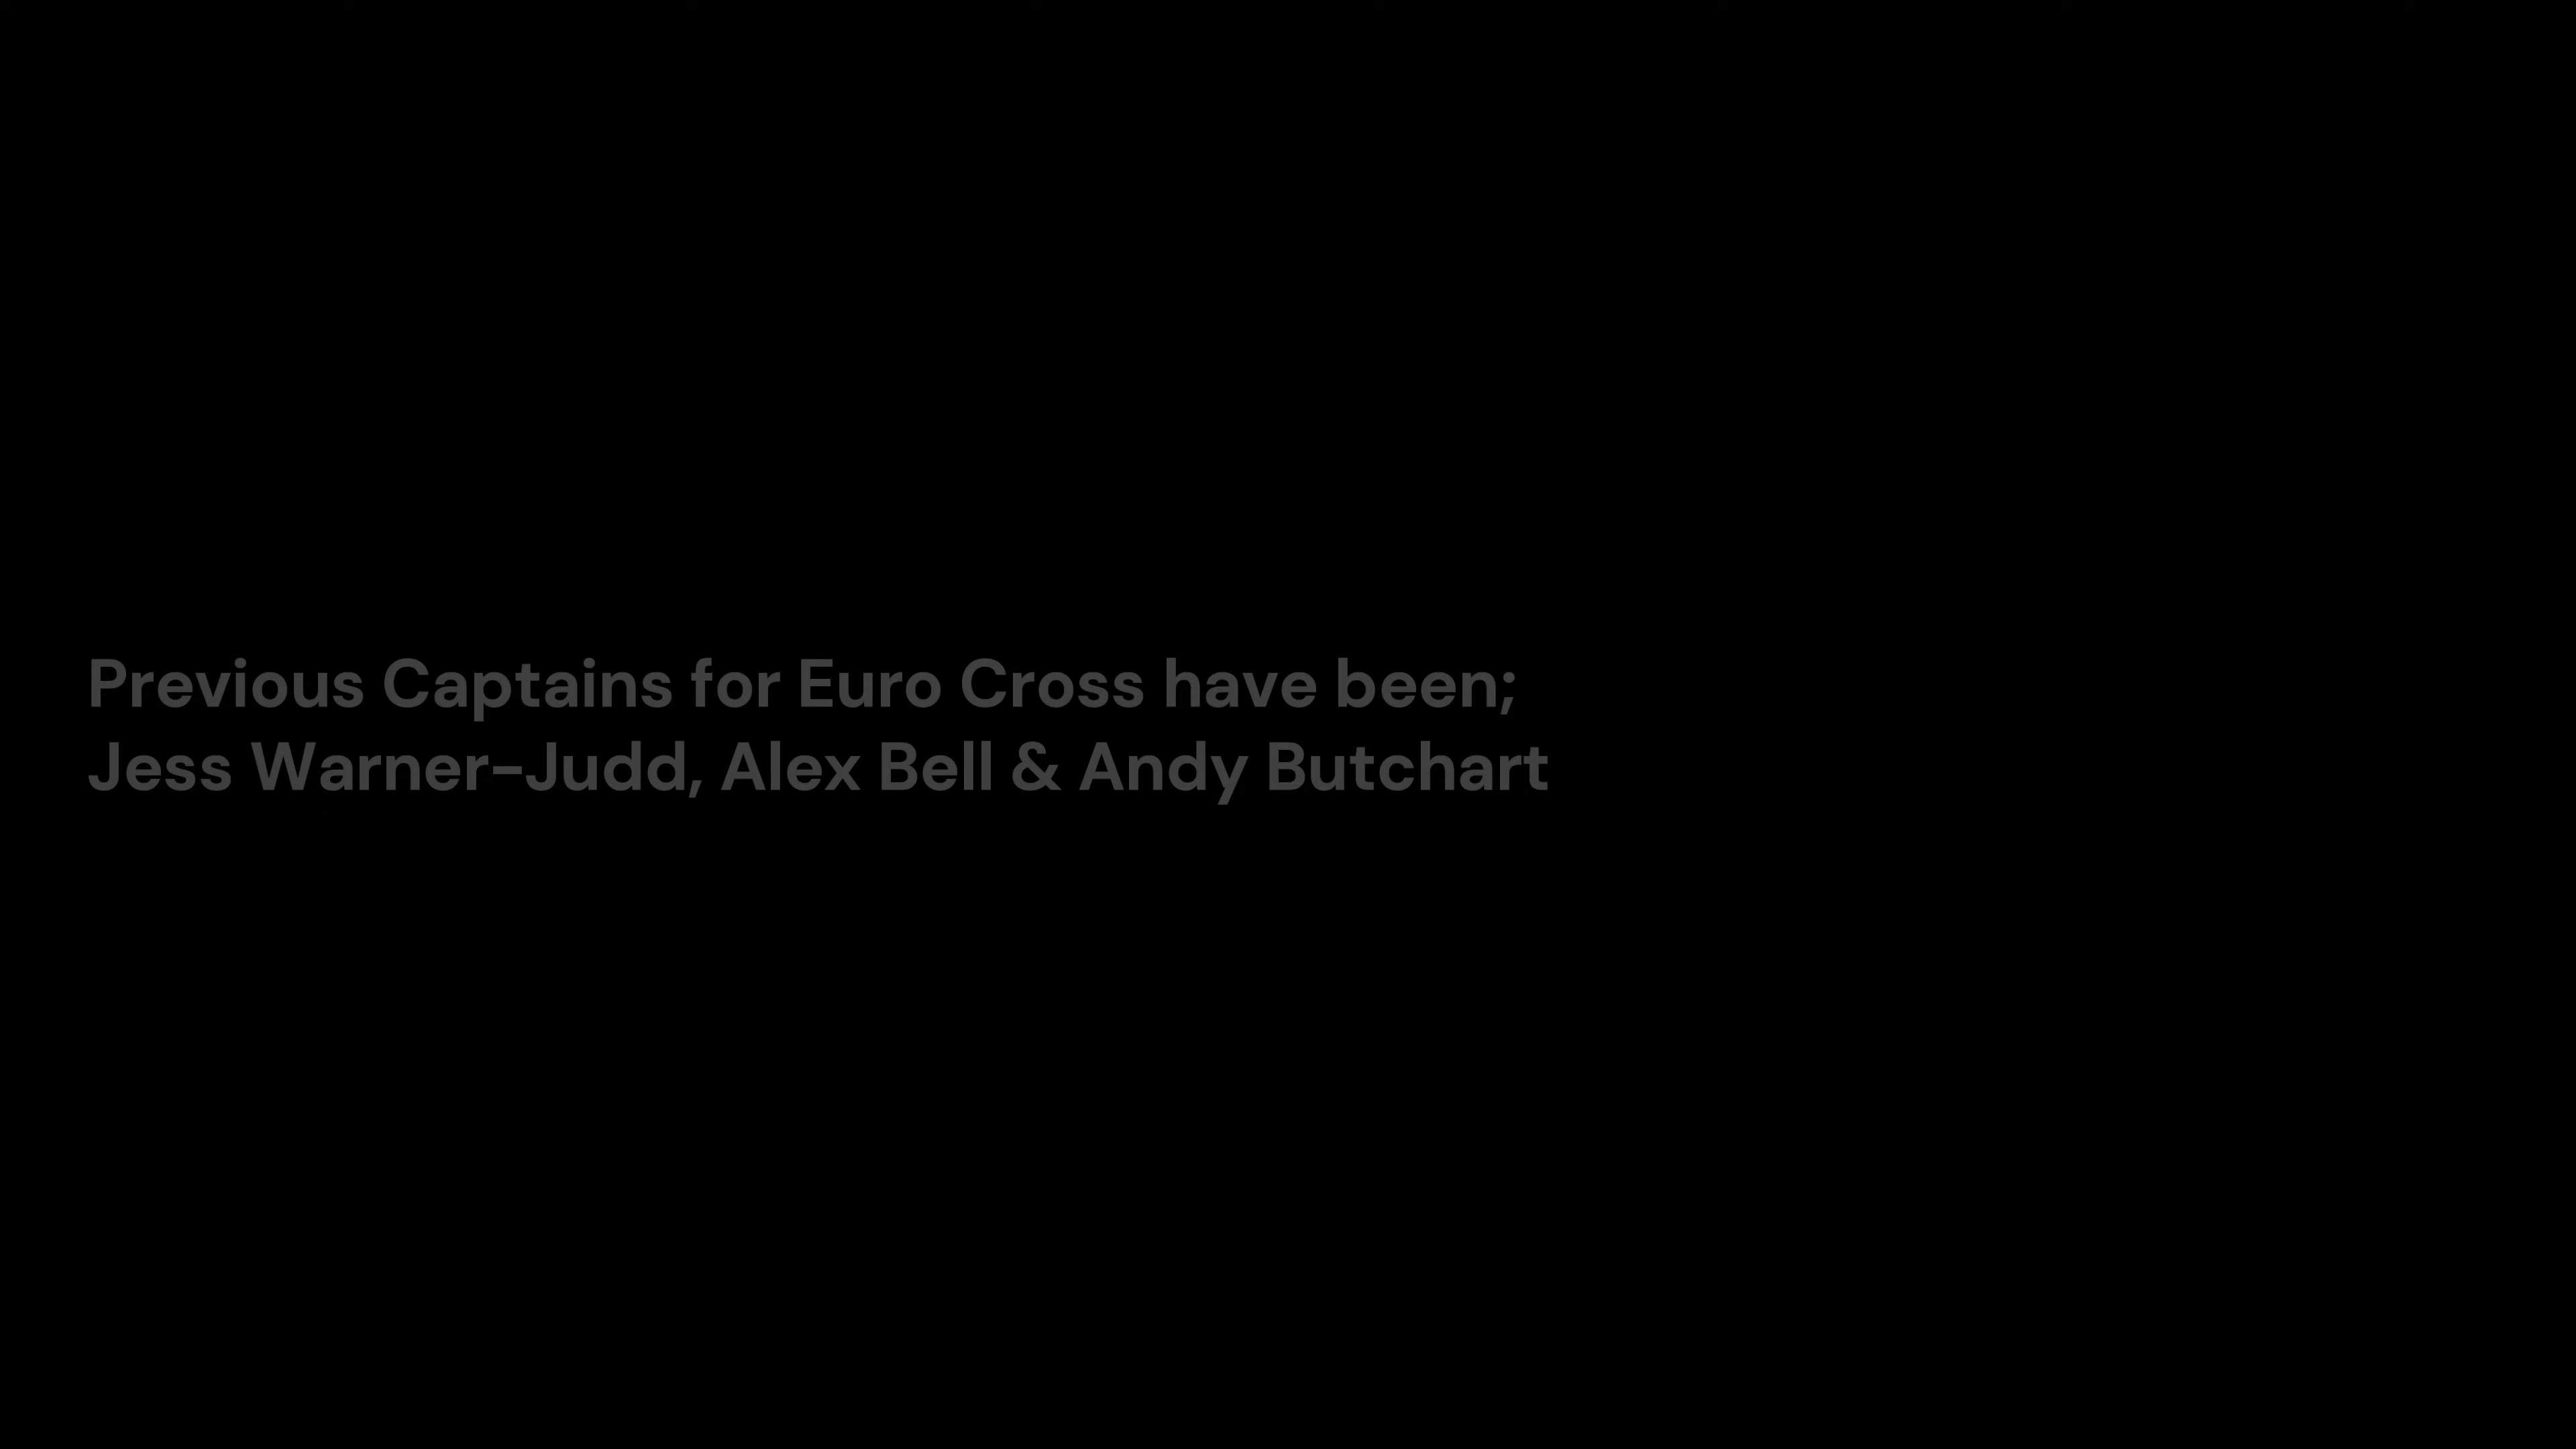 Previous Captains for Euro Cross have been;
Jess Warner-Judd, Alex Bell & Andy Butchart